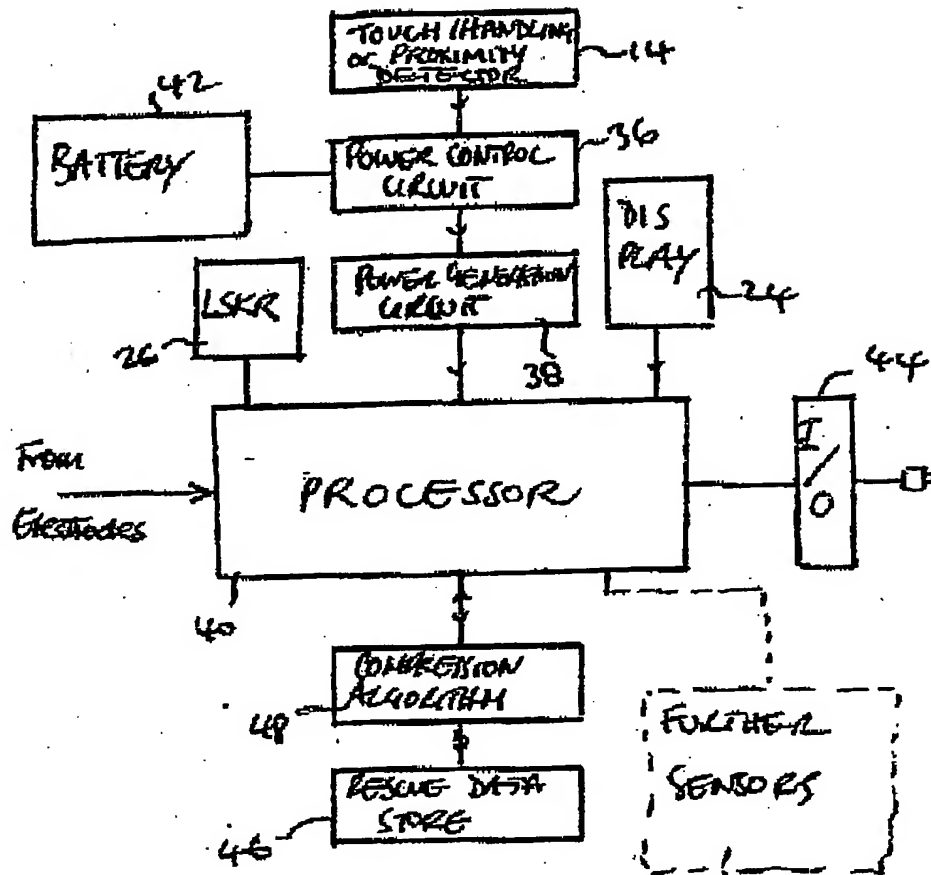 TOUCH/HANDLING
or PROXIMITY
DETECTOR
14
42
BATTERY
POWER CONTROL
CIRCUIT
36
DIS
PLAY
24
LSKR
26
POWER GENERATION
CIRCUIT
38
44
I
/
O
From
Electrodes
PROCESSOR
40
COMPRESSION
ALGORITHM
48
FURTHER
SENSORS
RESCUE DATA
STORE
46